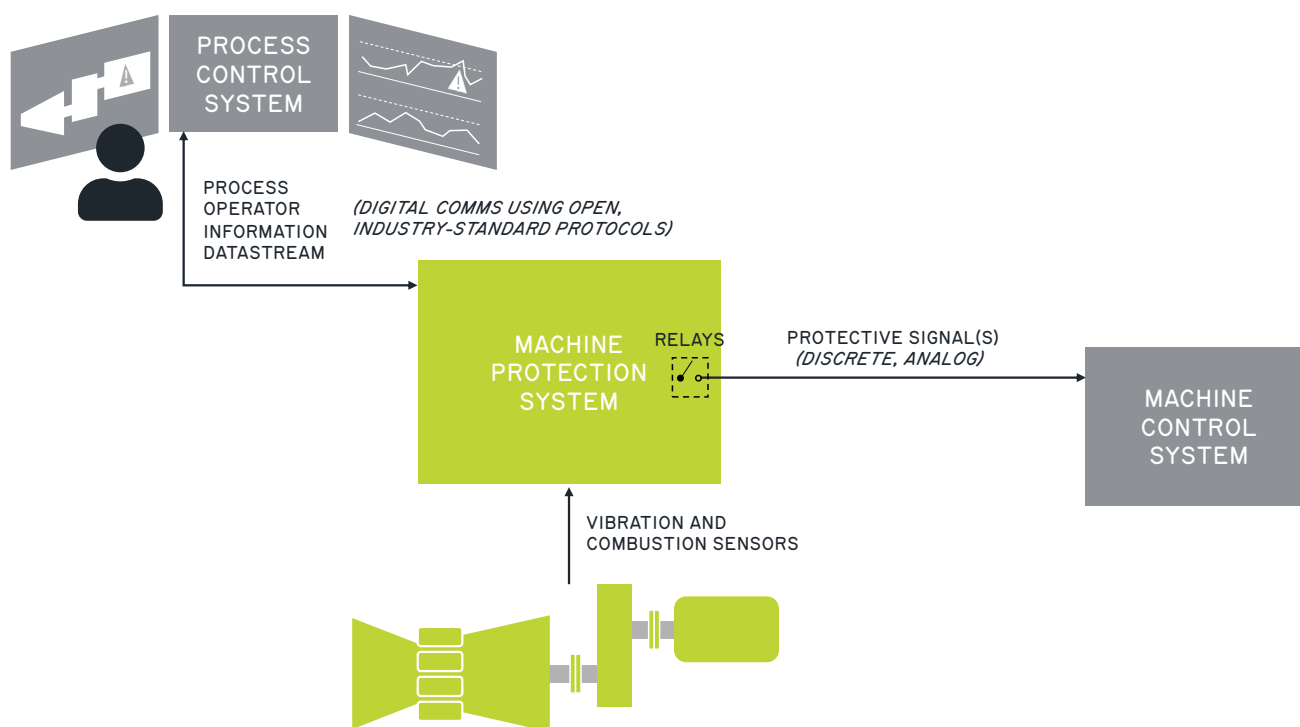 PROCESS
CONTROL
SYSTEM
PROCESS
OPERATOR
INFORMATION
DATASTREAM
(DIGITAL COMMS USING OPEN,
INDUSTRY-STANDARD PROTOCOLS)
MACHINE
PROTECTION
SYSTEM
RELAYS
PROTECTIVE SIGNAL(S)
(DISCRETE, ANALOG)
MACHINE
CONTROL
SYSTEM
VIBRATION AND
COMBUSTION SENSORS